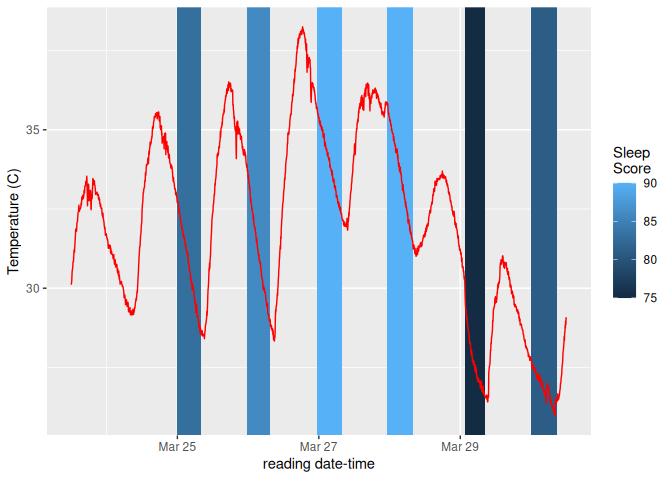 Temperature (C)
35
30
Mar 25
Mar 27
Mar 29
reading date-time
Sleep
Score
90
85
80
75